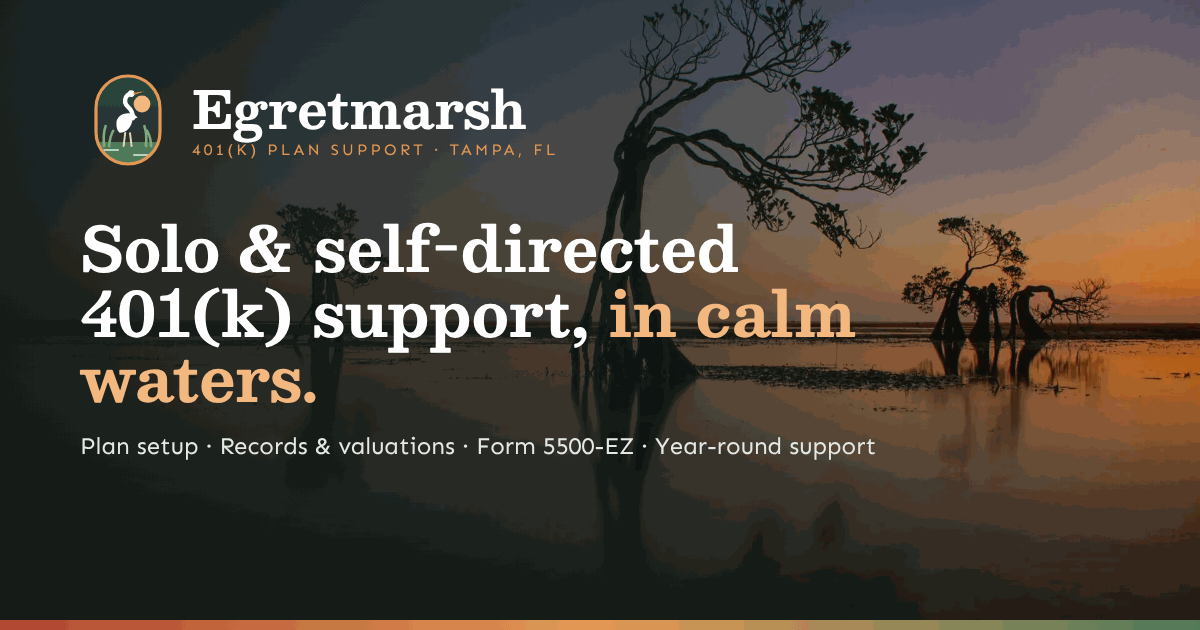 Egretmarsh
401(K) PLAN SUPPORT · TAMPA, FL
Solo & self-directed
401(k) support, in calm
waters.
Plan setup · Records & valuations · Form 5500-EZ · Year-round support